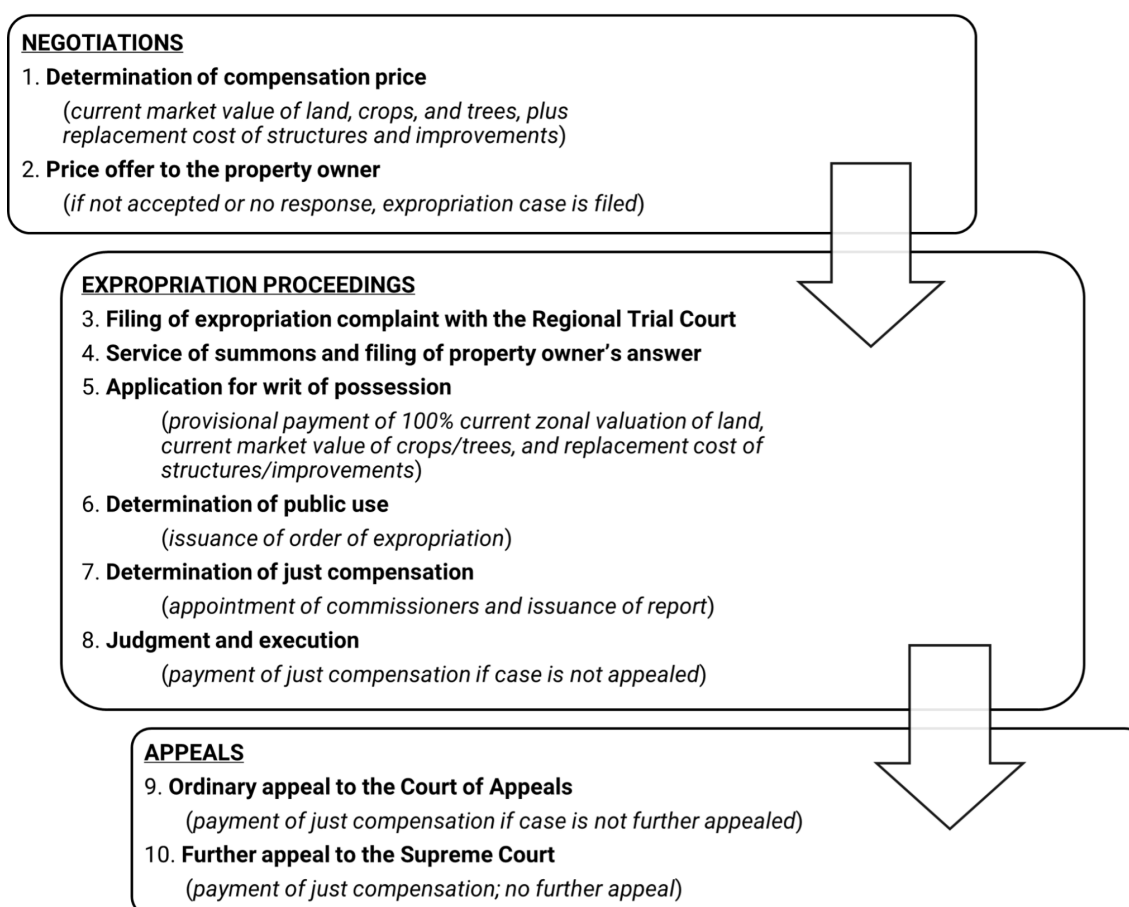 NEGOTIATIONS
1. Determination of compensation price
(current market value of land, crops, and trees, plus
replacement cost of structures and improvements)
2. Price offer to the property owner
(if not accepted or no response, expropriation case is filed)
EXPROPRIATION PROCEEDINGS
3. Filing of expropriation complaint with the Regional Trial Court
4. Service of summons and filing of property owner’s answer
5. Application for writ of possession
(provisional payment of 100% current zonal valuation of land,
current market value of crops/trees, and replacement cost of
structures/improvements)
6. Determination of public use
(issuance of order of expropriation)
7. Determination of just compensation
(appointment of commissioners and issuance of report)
8. Judgment and execution
(payment of just compensation if case is not appealed)
APPEALS
9. Ordinary appeal to the Court of Appeals
(payment of just compensation if case is not further appealed)
10. Further appeal to the Supreme Court
(payment of just compensation; no further appeal)